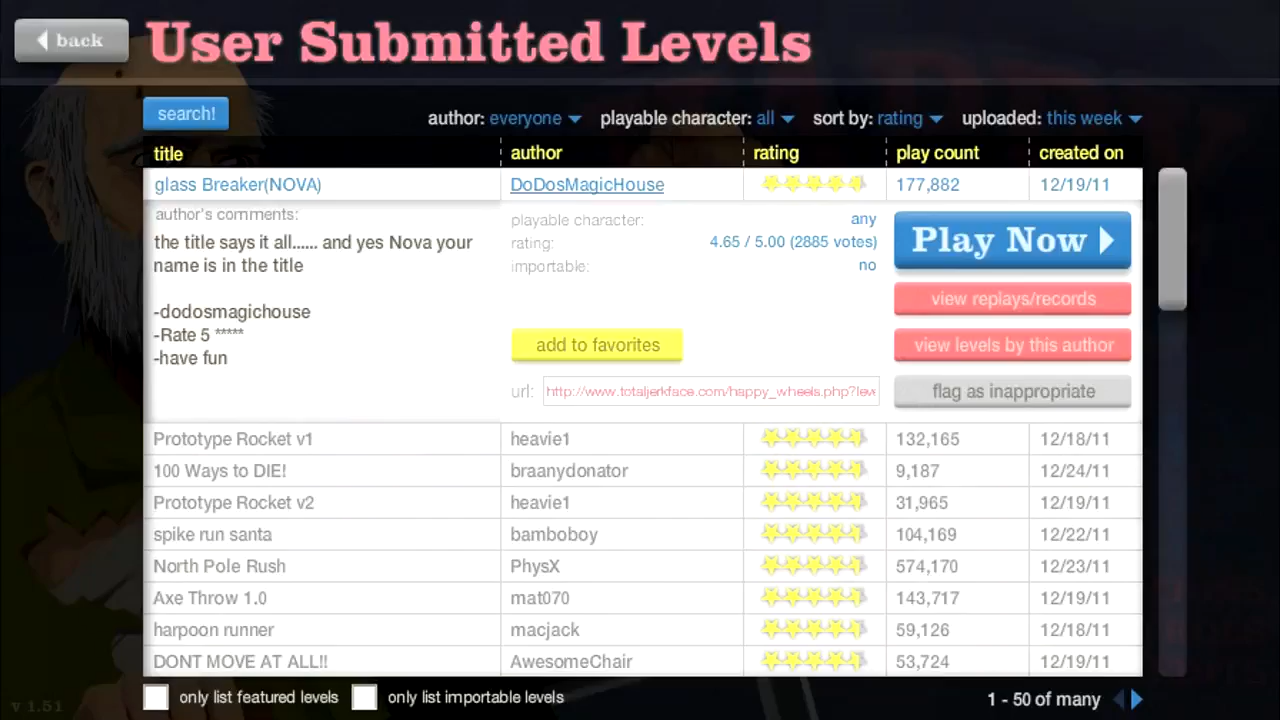 back
User Submitted Levels
search!
author: everyone playable character: all sort by: rating uploaded: this week
title author rating play count created on
glass Breaker(NOVA) DoDosMagicHouse 177,882 12/19/11
author's comments:
the title says it all...... and yes Nova your
name is in the title
-dodosmagichouse
-Rate 5 *****
-have fun
playable character: any
rating: 4.65 / 5.00 (2885 votes)
importable: no
add to favorites
url: http://www.totaljerkface.com/happy_wheels.php?lev
Play Now
view replays/records
view levels by this author
flag as inappropriate
Prototype Rocket v1 heavie1 132,165 12/18/11
100 Ways to DIE! braanydonator 9,187 12/24/11
Prototype Rocket v2 heavie1 31,965 12/19/11
spike run santa bamboboy 104,169 12/22/11
North Pole Rush PhysX 574,170 12/23/11
Axe Throw 1.0 mat070 143,717 12/19/11
harpoon runner macjack 59,126 12/18/11
DONT MOVE AT ALL!! AwesomeChair 53,724 12/19/11
only list featured levels only list importable levels 1 - 50 of many
v 1.51